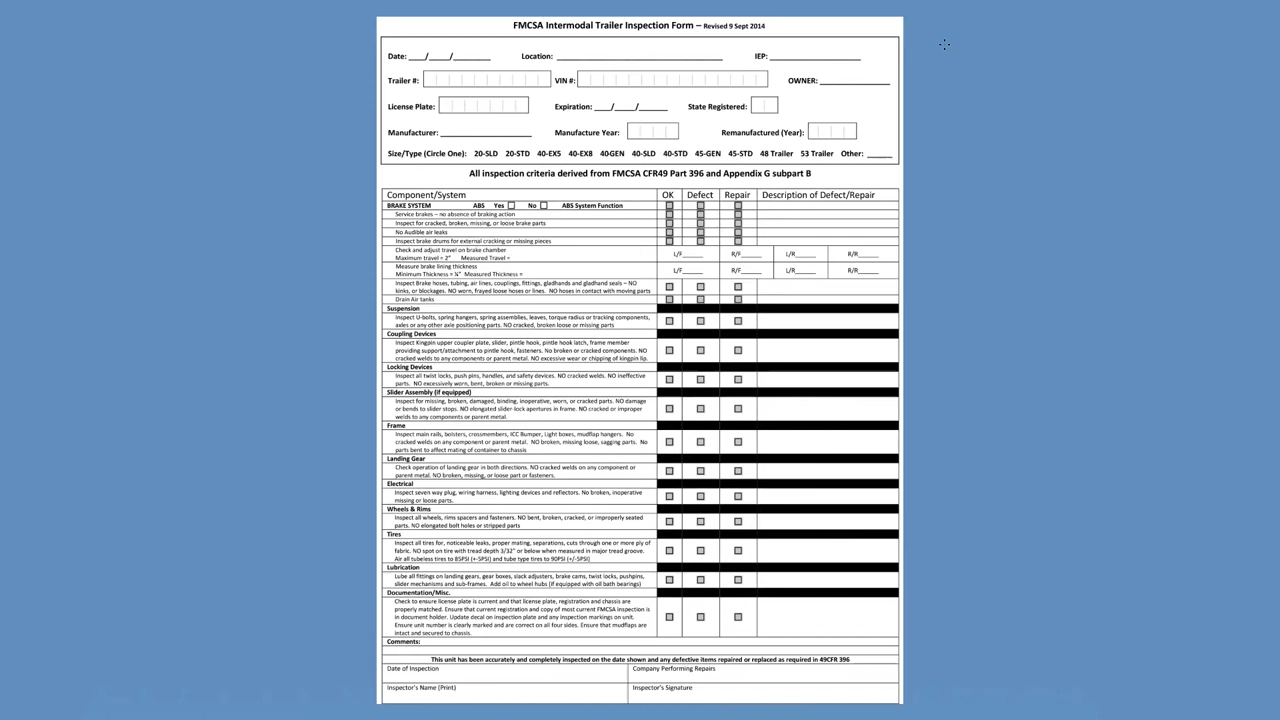 FMCSA Intermodal Trailer Inspection Form – Revised 9 Sept 2014
Date: ____/_____/_________ Location: ________________________________________ IEP: ______________________
Trailer #: VIN #: OWNER: _________________
License Plate: Expiration: ____/_____/_______ State Registered:
Manufacturer: ______________________ Manufacture Year: Remanufactured (Year):
Size/Type (Circle One): 20-SLD 20-STD 40-EX5 40-EX8 40-GEN 40-SLD 40-STD 45-GEN 45-STD 48 Trailer 53 Trailer Other: ______
All inspection criteria derived from FMCSA CFR49 Part 396 and Appendix G subpart B
Component/System OK Defect Repair Description of Defect/Repair
BRAKE SYSTEM ABS Yes No ABS System Function
Service brakes – no absence of braking action
Inspect for cracked, broken, missing, or loose brake parts
No Audible air leaks
Inspect brake drums for external cracking or missing pieces
Check and adjust travel on brake chamber
Maximum travel = 2" Measured Travel =
L/F______ R/F______ L/R______ R/R______
Measure brake lining thickness
Minimum Thickness = ¼" Measured Thickness =
L/F______ R/F______ L/R______ R/R______
Inspect Brake hoses, tubing, air lines, couplings, fittings, gladhands and gladhand seals – NO
kinks, or blockages. NO worn, frayed loose hoses or lines. NO hoses in contact with moving parts
Drain Air tanks
Suspension
Inspect U-bolts, spring hangers, spring assemblies, leaves, torque radius or tracking components,
axles or any other axle positioning parts. NO cracked, broken loose or missing parts
Coupling Devices
Inspect Kingpin upper coupler plate, slider, pintle hook, pintle hook latch, frame member
providing support/attachment to pintle hook, fasteners. No broken or cracked components. NO
cracked welds to any components or parent metal. NO excessive wear or chipping of kingpin lip.
Locking Devices
Inspect all twist locks, push pins, handles, and safety devices. NO cracked welds. NO ineffective
parts. NO excessively worn, bent, broken or missing parts.
Slider Assembly (if equipped)
Inspect for missing, broken, damaged, binding, inoperative, worn, or cracked parts. NO damage
or bends to slider stops. NO elongated slider-lock apertures in frame. NO cracked or improper
welds to any components or parent metal.
Frame
Inspect main rails, bolsters, crossmembers, ICC Bumper, Light boxes, mudflap hangers. No
cracked welds on any component or parent metal. NO broken, missing loose, sagging parts. No
parts bent to affect mating of container to chassis
Landing Gear
Check operation of landing gear in both directions. NO cracked welds on any component or
parent metal. NO broken, missing, or loose part or fasteners.
Electrical
Inspect seven way plug, wiring harness, lighting devices and reflectors. No broken, inoperative
missing or loose parts.
Wheels & Rims
Inspect all wheels, rims spacers and fasteners. NO bent, broken, cracked, or improperly seated
parts. NO elongated bolt holes or stripped parts
Tires
Inspect all tires for, noticeable leaks, proper mating, separations, cuts through one or more ply of
fabric. NO SPOT on tire with tread depth 3/32" or below when measured in major tread groove.
Air all tubeless tires to 85PSI (+-5PSI) and tube type tires to 90PSI (+/-5PSI)
Lubrication
Lube all fittings on landing gears, gear boxes, slack adjusters, brake cams, twist locks, pushpins,
slider mechanisms and sub-frames. Add oil to wheel hubs (if equipped with oil bath bearings)
Documentation/Misc.
Check to ensure license plate is current and that license plate, registration and chassis are
properly matched. Ensure that current registration and copy of most current FMCSA inspection is
in document holder. Update decal on inspection plate and any inspection markings on unit.
Ensure unit number is clearly marked and are correct on all four sides. Ensure that mudflaps are
intact and secured to chassis.
Comments:
This unit has been accurately and completely inspected on the date shown and any defective items repaired or replaced as required in 49CFR 396
Date of Inspection Company Performing Repairs
Inspector's Name (Print) Inspector's Signature